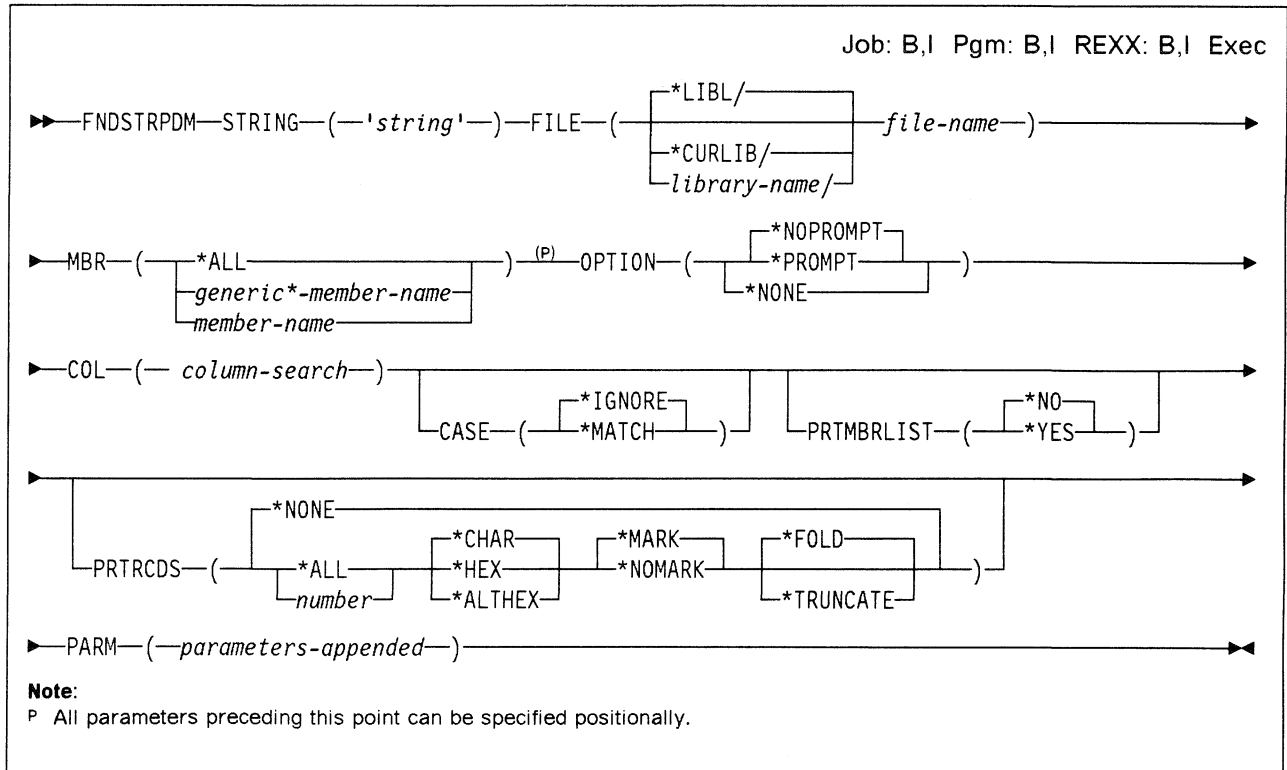 Job: B,I Pgm: B,I REXX: B,I Exec
*LIBL/
FNDSTRPDM—STRING—(—'string'—)—FILE—( file-name—)
*CURLIB/
library-name/
*NOPROMPT
MBR—( *ALL ) (P) OPTION—( *PROMPT )
generic*-member-name *NONE
member-name
COL—(— column-search—)
*IGNORE *NO
CASE—( *MATCH ) PRTMBRLIST—( *YES )
*NONE
*CHAR *MARK *FOLD
PRTRCDS—( *ALL *HEX *NOMARK )
number *ALTHEX *TRUNCATE
PARM—(—parameters-appended—)
Note:
P All parameters preceding this point can be specified positionally.